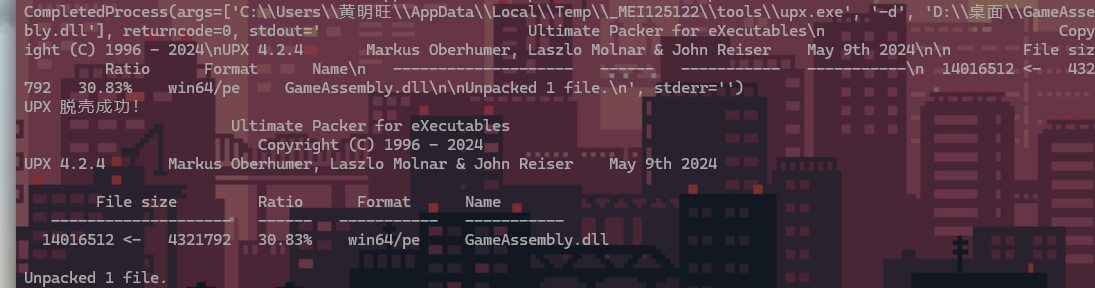 CompletedProcess(args=['C:\\Users\\黄明旺\\AppData\\Local\\Temp\\_MEI125122\\tools\\upx.exe', '-d', 'D:\\桌面\\GameAsse
bly.dll'], returncode=0, stdout='                       Ultimate Packer for eXecutables\n                          Copy
ight (C) 1996 - 2024\nUPX 4.2.4       Markus Oberhumer, Laszlo Molnar & John Reiser    May 9th 2024\n\n        File siz
         Ratio      Format      Name\n   --------------------   ------   -----------   -----------\n  14016512 <-   432
792   30.83%    win64/pe     GameAssembly.dll\n\nUnpacked 1 file.\n', stderr='')
UPX 脱壳成功!
                       Ultimate Packer for eXecutables
                          Copyright (C) 1996 - 2024
UPX 4.2.4       Markus Oberhumer, Laszlo Molnar & John Reiser    May 9th 2024
        File size         Ratio      Format      Name
   --------------------   ------   -----------   -----------
  14016512 <-   4321792   30.83%    win64/pe     GameAssembly.dll
Unpacked 1 file.